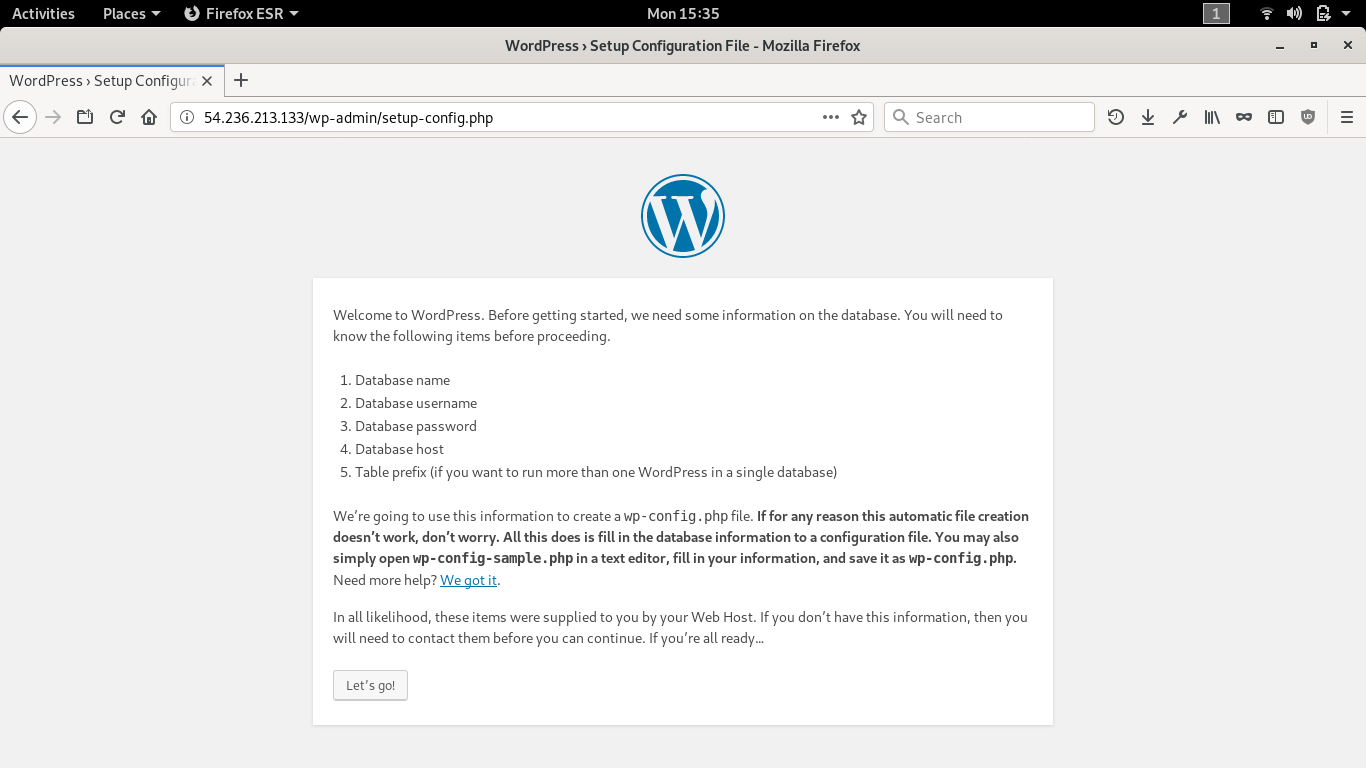 Activities Places Firefox ESR Mon 15:35 1
WordPress › Setup Configuration File - Mozilla Firefox
WordPress › Setup Configur
54.236.213.133/wp-admin/setup-config.php Search
Welcome to WordPress. Before getting started, we need some information on the database. You will need to
know the following items before proceeding.
1. Database name
2. Database username
3. Database password
4. Database host
5. Table prefix (if you want to run more than one WordPress in a single database)
We’re going to use this information to create a wp-config.php file. If for any reason this automatic file creation
doesn’t work, don’t worry. All this does is fill in the database information to a configuration file. You may also
simply open wp-config-sample.php in a text editor, fill in your information, and save it as wp-config.php.
Need more help? We got it.
In all likelihood, these items were supplied to you by your Web Host. If you don’t have this information, then you
will need to contact them before you can continue. If you’re all ready…
Let’s go!